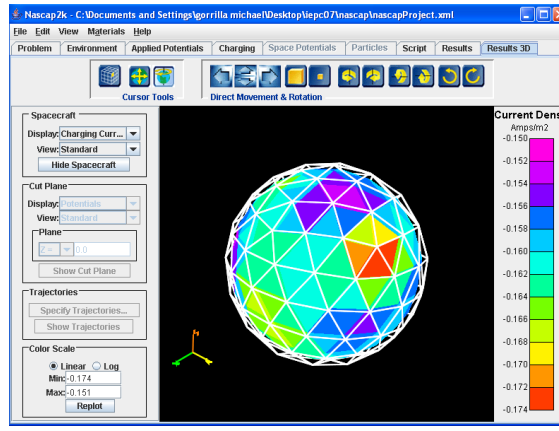 Nascap2k - C:\Documents and Settings\gorrilla michael\Desktop\iepc07\nascap\nascapProject.xml
File Edit View Materials Help
Problem Environment Applied Potentials Charging Space Potentials Particles Script Results Results 3D
Cursor Tools Direct Movement & Rotation
Spacecraft
Display: Charging Curr...
View: Standard
Hide Spacecraft
Cut Plane
Display: Potentials
View: Standard
Plane
Z = 0.0
Show Cut Plane
Trajectories
Specify Trajectories...
Show Trajectories
Color Scale
Linear Log
Min: -0.174
Max: -0.151
Replot
Current Dens
Amps/m2
-0.150
-0.152
-0.154
-0.156
-0.158
-0.160
-0.162
-0.164
-0.166
-0.168
-0.170
-0.172
-0.174